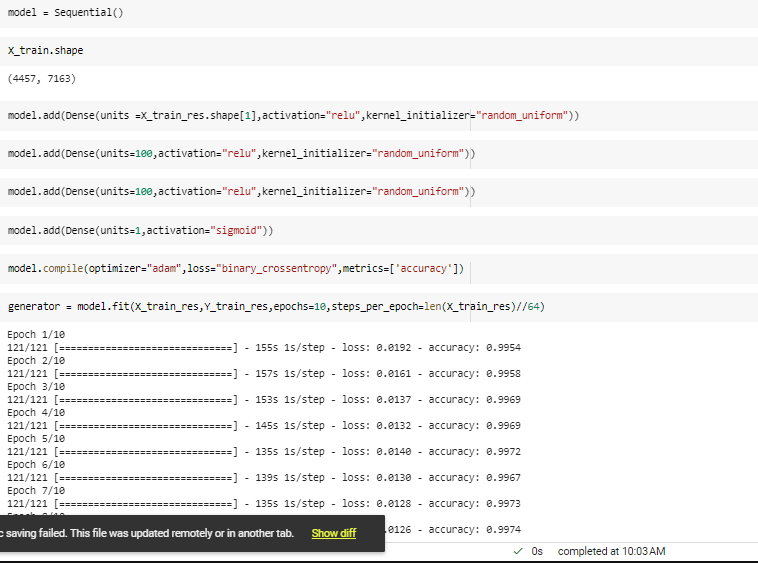 model = Sequential()
X_train.shape
(4457, 7163)
model.add(Dense(units =X_train_res.shape[1],activation="relu",kernel_initializer="random_uniform"))
model.add(Dense(units=100,activation="relu",kernel_initializer="random_uniform"))
model.add(Dense(units=100,activation="relu",kernel_initializer="random_uniform"))
model.add(Dense(units=1,activation="sigmoid"))
model.compile(optimizer="adam",loss="binary_crossentropy",metrics=['accuracy'])
generator = model.fit(X_train_res,Y_train_res,epochs=10,steps_per_epoch=len(X_train_res)//64)
Epoch 1/10
121/121 [==============================] - 155s 1s/step - loss: 0.0192 - accuracy: 0.9954
Epoch 2/10
121/121 [==============================] - 157s 1s/step - loss: 0.0161 - accuracy: 0.9958
Epoch 3/10
121/121 [==============================] - 153s 1s/step - loss: 0.0137 - accuracy: 0.9969
Epoch 4/10
121/121 [==============================] - 145s 1s/step - loss: 0.0132 - accuracy: 0.9969
Epoch 5/10
121/121 [==============================] - 135s 1s/step - loss: 0.0140 - accuracy: 0.9972
Epoch 6/10
121/121 [==============================] - 139s 1s/step - loss: 0.0130 - accuracy: 0.9967
Epoch 7/10
121/121 [==============================] - 135s 1s/step - loss: 0.0128 - accuracy: 0.9973
.0126 - accuracy: 0.9974
c saving failed. This file was updated remotely or in another tab. Show diff
✓ 0s completed at 10:03 AM